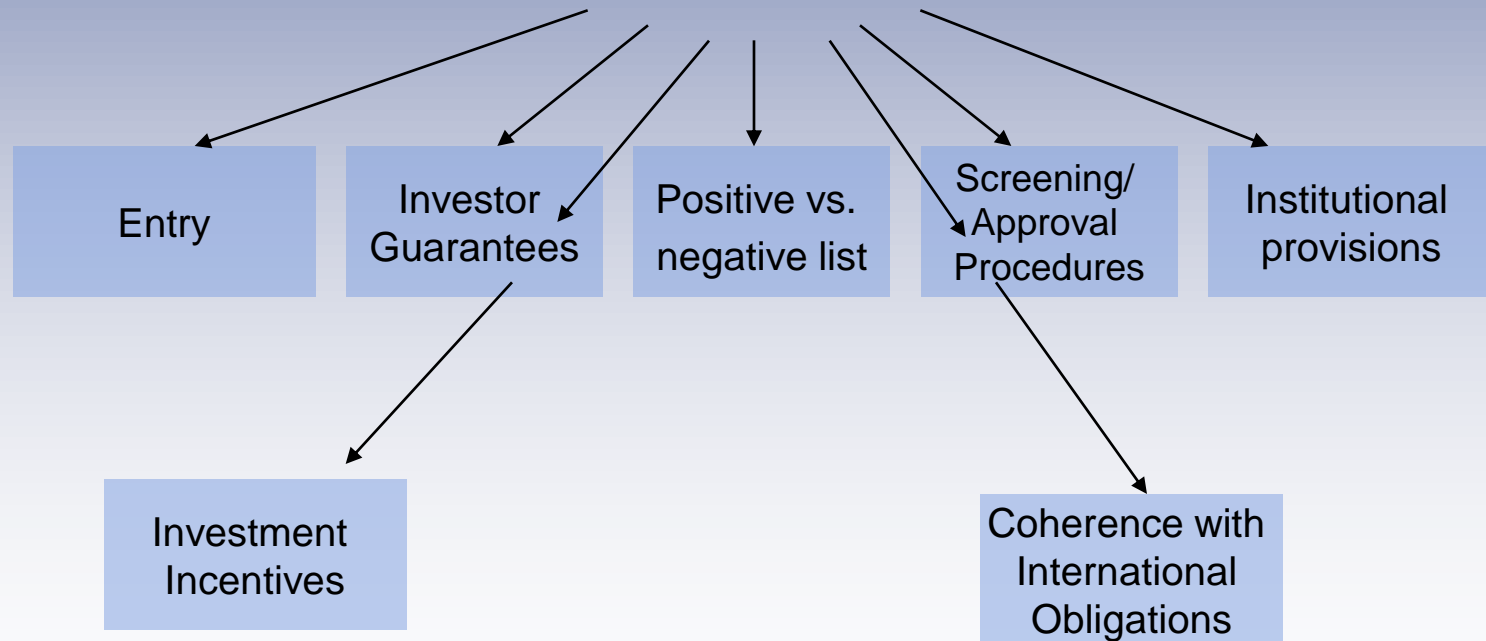 Entry
Investor
Guarantees
Positive vs.
negative list
Screening/
Approval
Procedures
Institutional
provisions
Investment
Incentives
Coherence with
International
Obligations